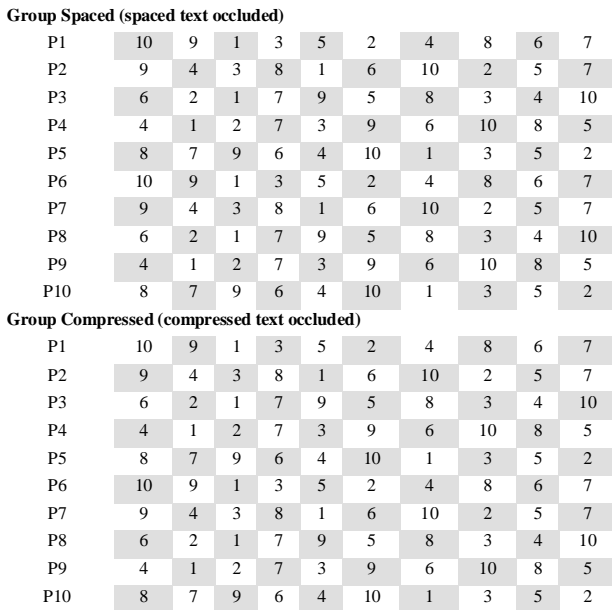 Group Spaced (spaced text occluded)
P1 10 9 1 3 5 2 4 8 6 7
P2 9 4 3 8 1 6 10 2 5 7
P3 6 2 1 7 9 5 8 3 4 10
P4 4 1 2 7 3 9 6 10 8 5
P5 8 7 9 6 4 10 1 3 5 2
P6 10 9 1 3 5 2 4 8 6 7
P7 9 4 3 8 1 6 10 2 5 7
P8 6 2 1 7 9 5 8 3 4 10
P9 4 1 2 7 3 9 6 10 8 5
P10 8 7 9 6 4 10 1 3 5 2
Group Compressed (compressed text occluded)
P1 10 9 1 3 5 2 4 8 6 7
P2 9 4 3 8 1 6 10 2 5 7
P3 6 2 1 7 9 5 8 3 4 10
P4 4 1 2 7 3 9 6 10 8 5
P5 8 7 9 6 4 10 1 3 5 2
P6 10 9 1 3 5 2 4 8 6 7
P7 9 4 3 8 1 6 10 2 5 7
P8 6 2 1 7 9 5 8 3 4 10
P9 4 1 2 7 3 9 6 10 8 5
P10 8 7 9 6 4 10 1 3 5 2